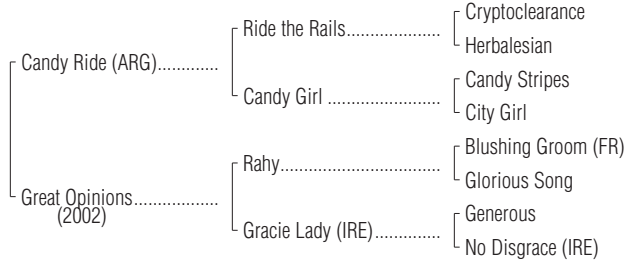 Cryptoclearance
Ride the Rails....................
Herbalesian
Candy Ride (ARG).............
Candy Stripes
Candy Girl ........................
City Girl
Blushing Groom (FR)
Rahy..................................
Glorious Song
Great Opinions..................
(2002)
Generous
Gracie Lady (IRE)..............
No Disgrace (IRE)